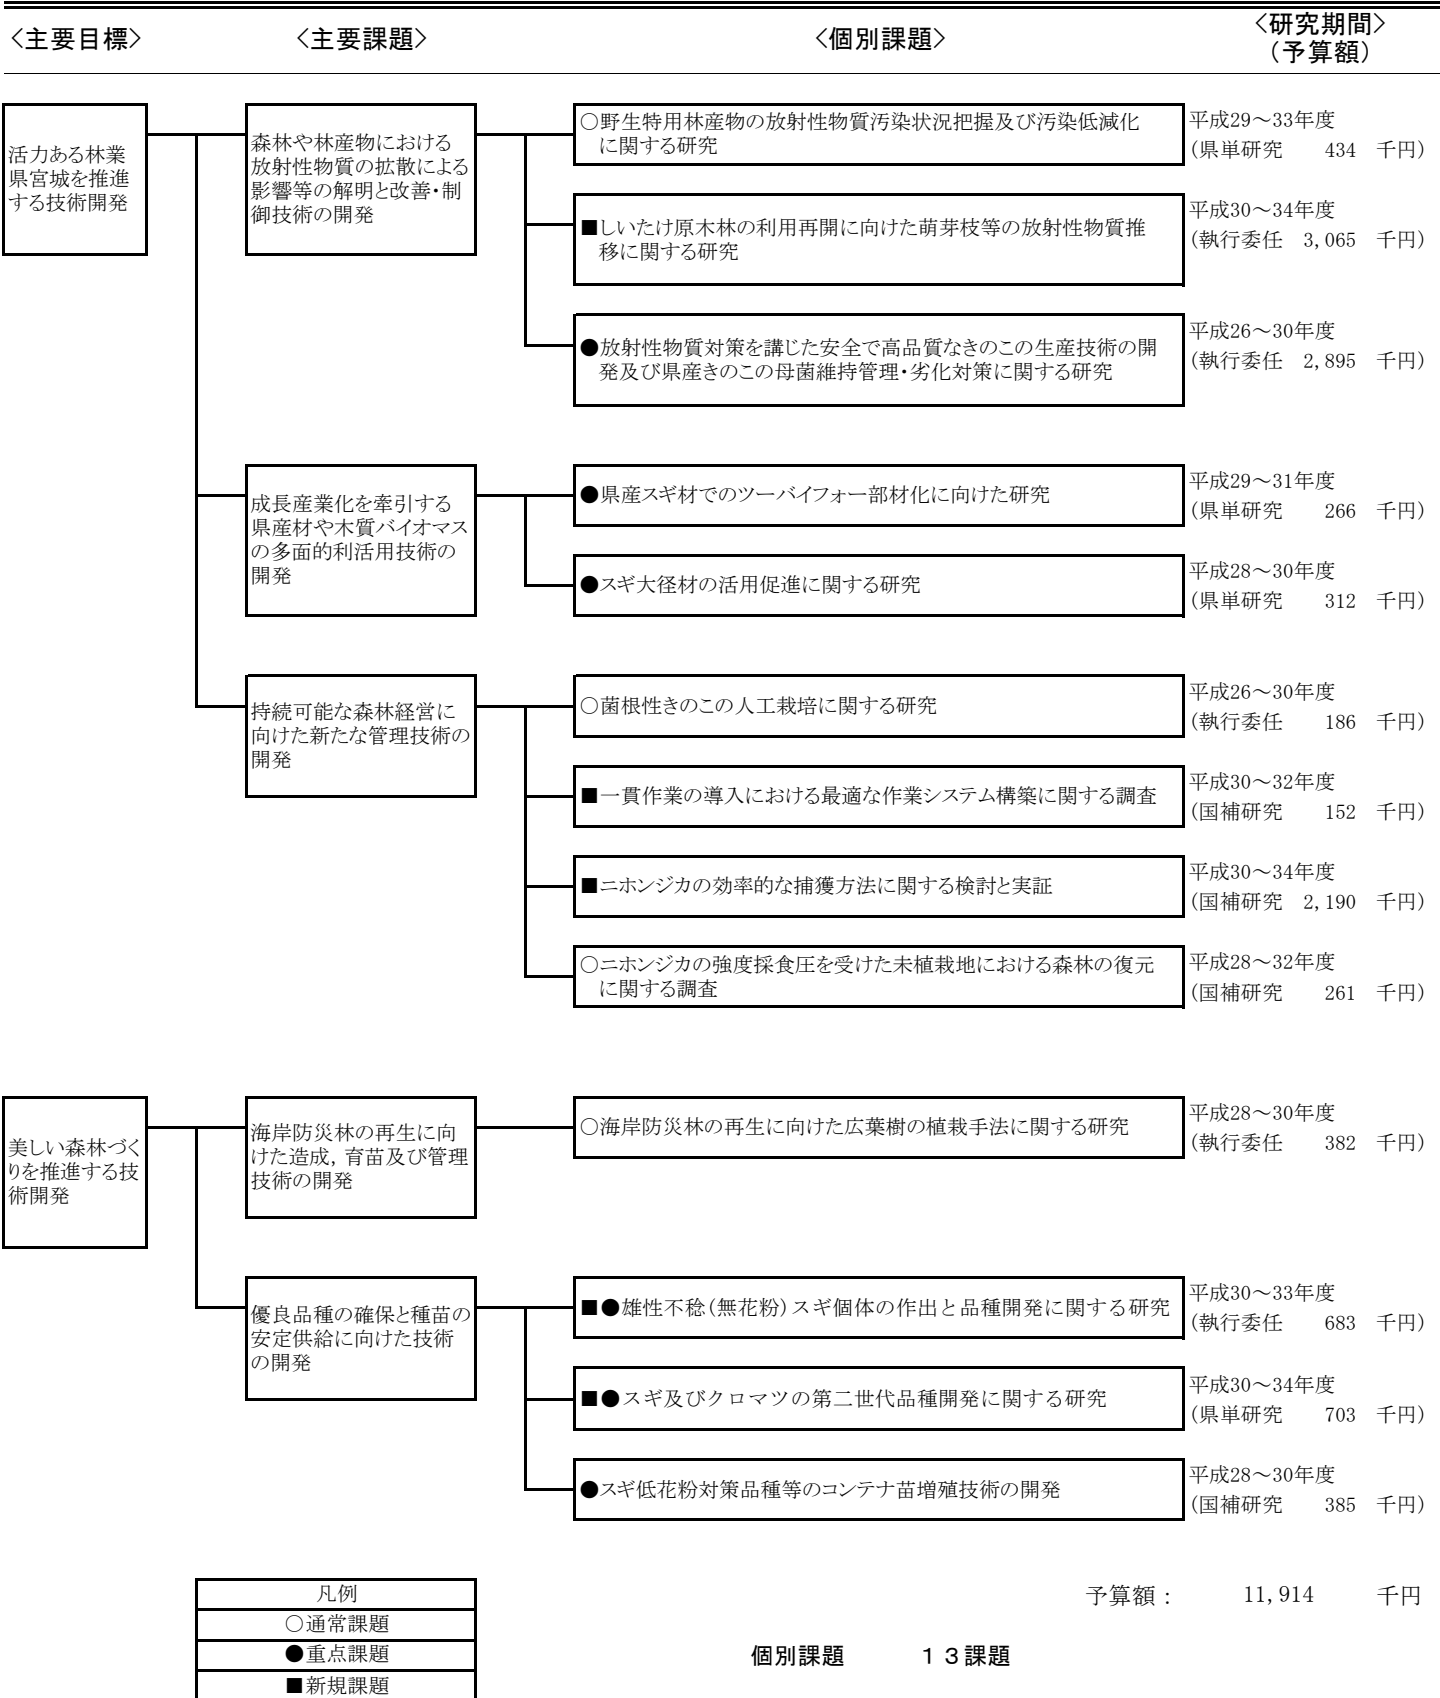 <主要目標>
<主要課題>
<個別課題>
<研究期間>
(予算額)
活力ある林業
県宮城を推進
する技術開発
森林や林産物における
放射性物質の拡散による
影響等の解明と改善・制
御技術の開発
○野生特用林産物の放射性物質汚染状況把握及び汚染低減化
に関する研究
平成29～33年度
(県単研究 434 千円)
■しいたけ原木林の利用再開に向けた萌芽枝等の放射性物質推
移に関する研究
平成30～34年度
(執行委任 3,065 千円)
●放射性物質対策を講じた安全で高品質なきのこの生産技術の開
発及び県産きのこの母菌維持管理・劣化対策に関する研究
平成26～30年度
(執行委任 2,895 千円)
成長産業化を牽引する
県産材や木質バイオマス
の多面的利活用技術の
開発
●県産スギ材でのツーバイフォー部材化に向けた研究
平成29～31年度
(県単研究 266 千円)
●スギ大径材の活用促進に関する研究
平成28～30年度
(県単研究 312 千円)
持続可能な森林経営に
向けた新たな管理技術の
開発
○菌根性きのこの人工栽培に関する研究
平成26～30年度
(執行委任 186 千円)
■一貫作業の導入における最適な作業システム構築に関する調査
平成30～32年度
(国補研究 152 千円)
■ニホンジカの効率的な捕獲方法に関する検討と実証
平成30～34年度
(国補研究 2,190 千円)
○ニホンジカの強度採食圧を受けた未植栽地における森林の復元
に関する調査
平成28～32年度
(国補研究 261 千円)
美しい森林づく
りを推進する技
術開発
海岸防災林の再生に向
けた造成，育苗及び管理
技術の開発
○海岸防災林の再生に向けた広葉樹の植栽手法に関する研究
平成28～30年度
(執行委任 382 千円)
優良品種の確保と種苗の
安定供給に向けた技術
の開発
■●雄性不稔(無花粉)スギ個体の作出と品種開発に関する研究
平成30～33年度
(執行委任 683 千円)
■●スギ及びクロマツの第二世代品種開発に関する研究
平成30～34年度
(県単研究 703 千円)
●スギ低花粉対策品種等のコンテナ苗増殖技術の開発
平成28～30年度
(国補研究 385 千円)
凡例
○通常課題
●重点課題
■新規課題
予算額： 11,914 千円
個別課題 １３課題